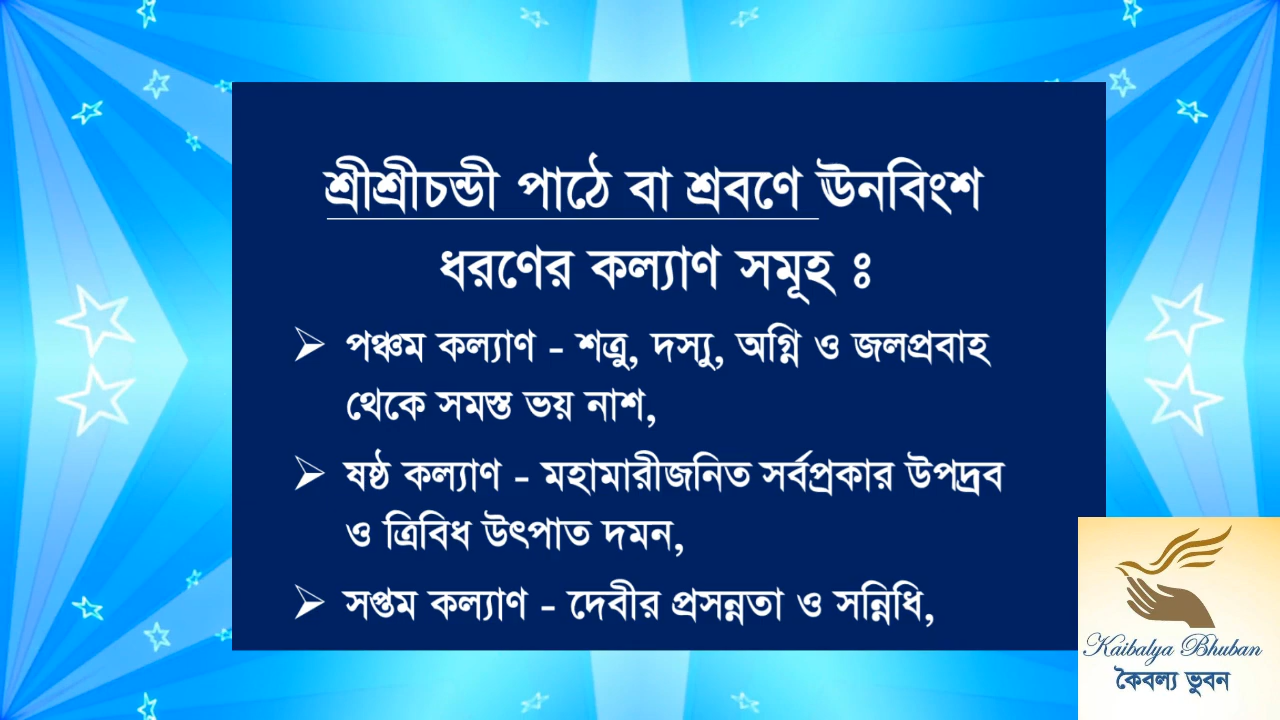 শ্রীশ্রীচন্ডী পাঠে বা শ্রবণে ঊনবিংশ
ধরণের কল্যাণ সমূহ ঃ
➢ পঞ্চম কল্যাণ - শত্রু, দস্যু, অগ্নি ও জলপ্রবাহ
থেকে সমস্ত ভয় নাশ,
➢ ষষ্ঠ কল্যাণ - মহামারীজনিত সর্বপ্রকার উপদ্রব
ও ত্রিবিধ উৎপাত দমন,
➢ সপ্তম কল্যাণ - দেবীর প্রসন্নতা ও সন্নিধি,
Kaibalya Bhuban
কৈবল্য ভুবন